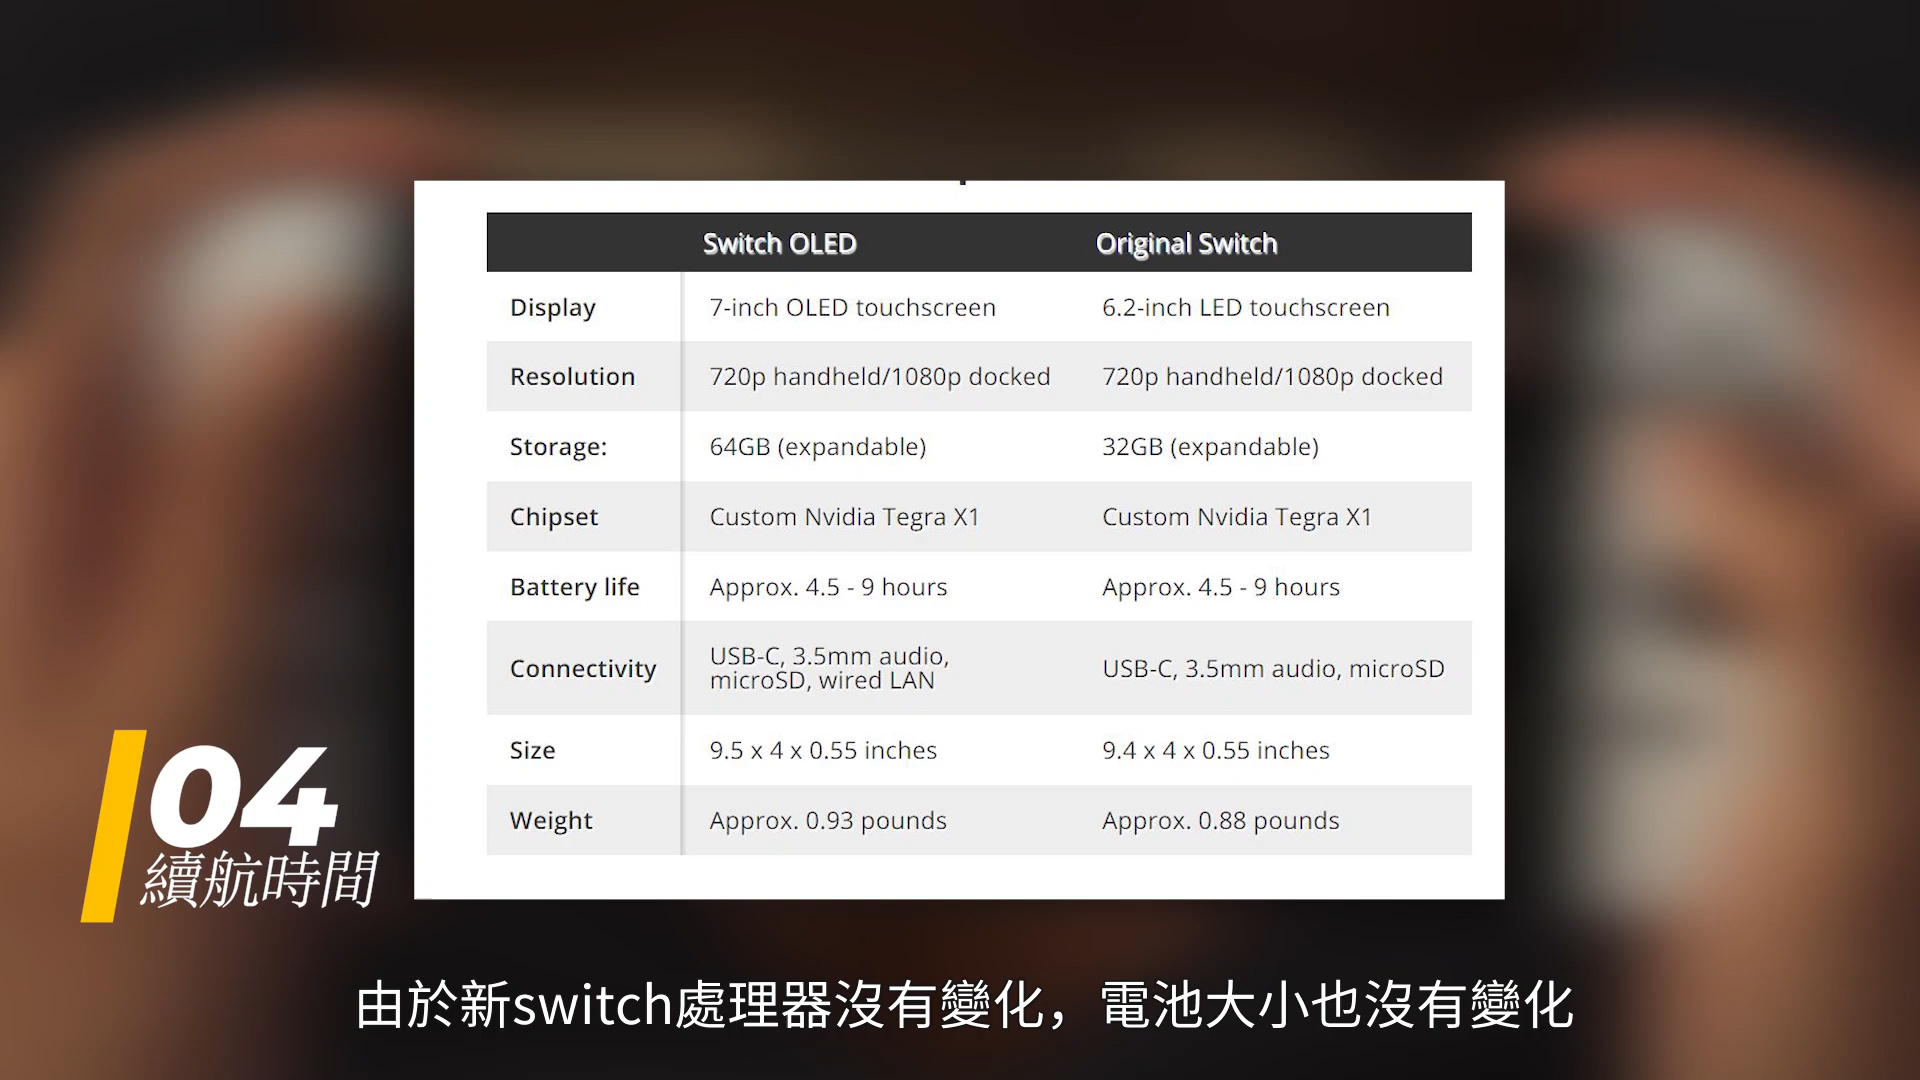 Switch OLED Original Switch
Display 7-inch OLED touchscreen 6.2-inch LED touchscreen
Resolution 720p handheld/1080p docked 720p handheld/1080p docked
Storage: 64GB (expandable) 32GB (expandable)
Chipset Custom Nvidia Tegra X1 Custom Nvidia Tegra X1
Battery life Approx. 4.5 - 9 hours Approx. 4.5 - 9 hours
Connectivity USB-C, 3.5mm audio, microSD, wired LAN USB-C, 3.5mm audio, microSD
Size 9.5 x 4 x 0.55 inches 9.4 x 4 x 0.55 inches
Weight Approx. 0.93 pounds Approx. 0.88 pounds
04
續航時間
由於新switch處理器沒有變化，電池大小也沒有變化